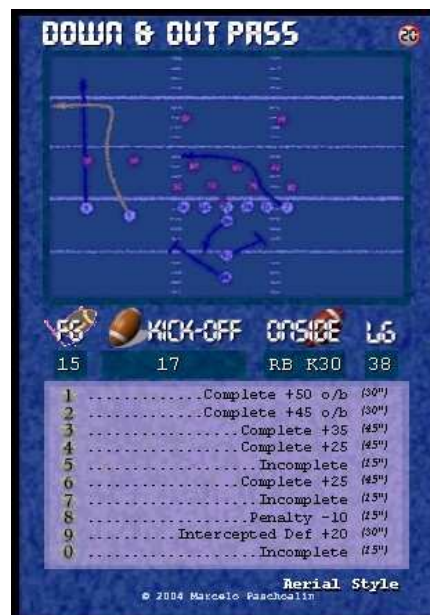 DOWN & OUT PASS
20
FG KICK-OFF ONSIDE LG
15 17 RB K30 38
1 .............Complete +50 o/b (30")
2 .............Complete +45 o/b (30")
3 .................Complete +35 (45")
4 .................Complete +25 (45")
5 ...................Incomplete (15")
6 .................Complete +25 (45")
7 ...................Incomplete (15")
8 ..................Penalty -10 (15")
9 ..........Intercepted Def +20 (30")
0 ...................Incomplete (15")
Aerial Style
© 2004 Marcelo Paschoalin